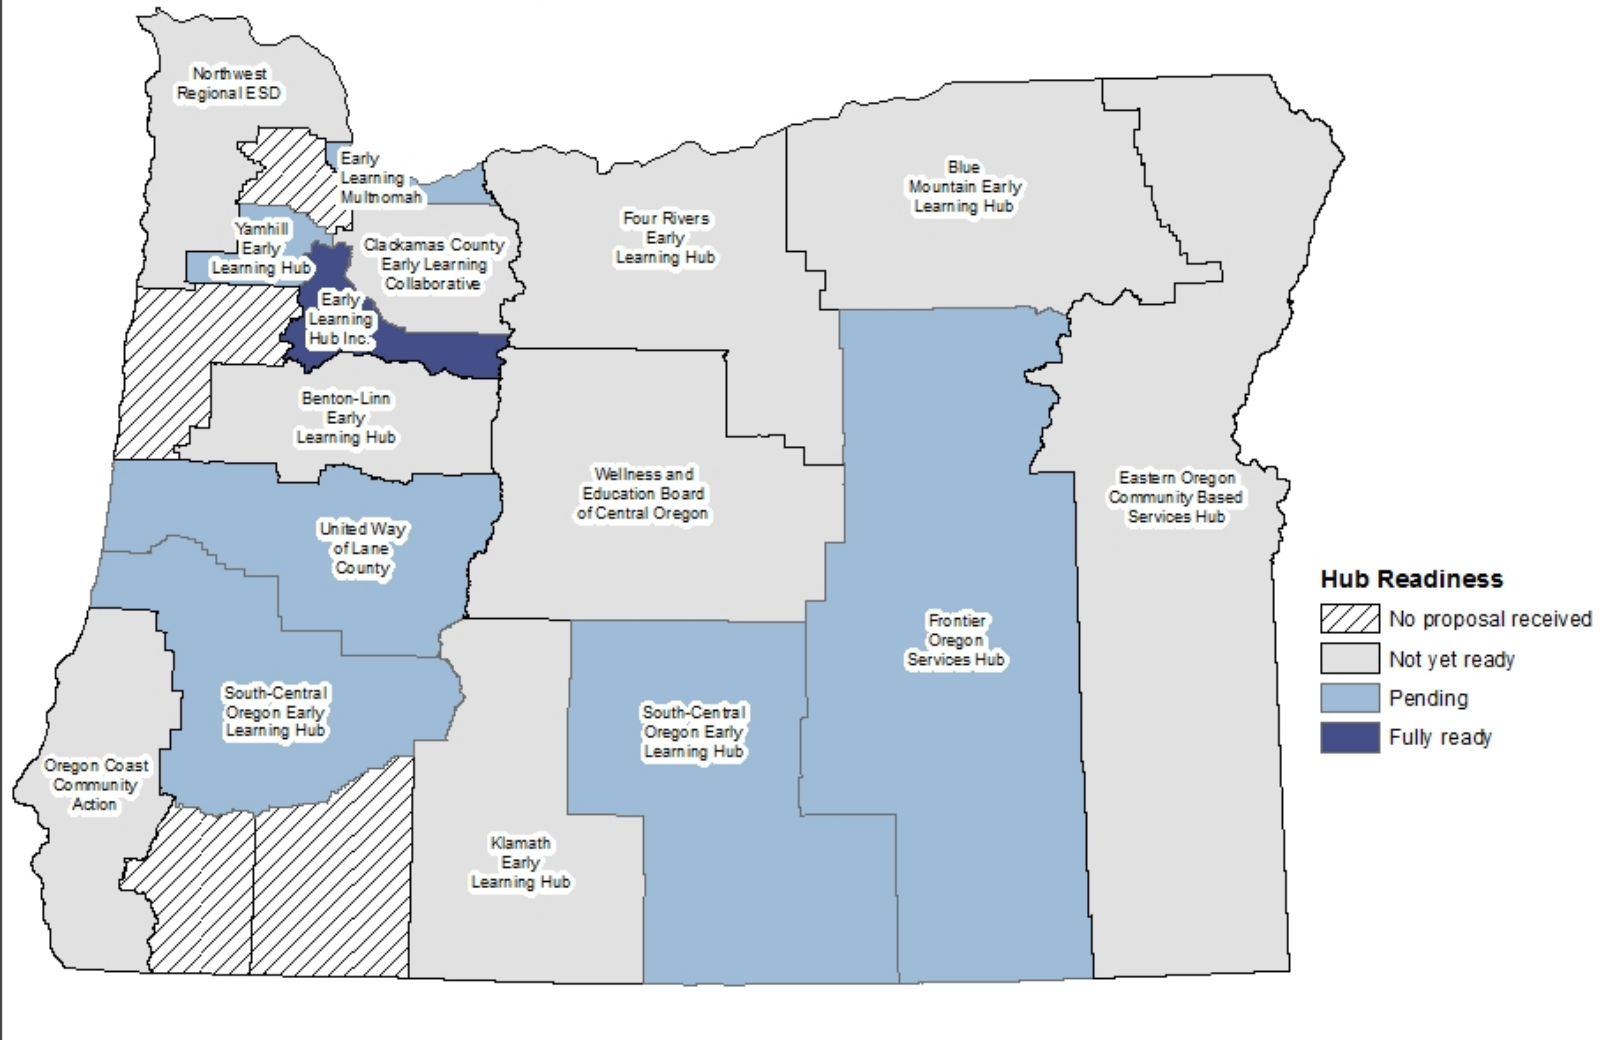 Northwest
Regional ESD
Early
Learning
Multnomah
Yamhill
Early
Learning Hub
Clackamas County
Early Learning
Collaborative
Four Rivers
Early
Learning Hub
Blue
Mountain Early
Learning Hub
Early
Learning
Hub Inc.
Benton-Linn
Early
Learning Hub
Wellness and
Education Board
of Central Oregon
Eastern Oregon
Community Based
Services Hub
United Way
of Lane
County
Frontier
Oregon
Services Hub
South-Central
Oregon Early
Learning Hub
South-Central
Oregon Early
Learning Hub
Oregon Coast
Community
Action
Klamath
Early
Learning Hub
Hub Readiness
No proposal received
Not yet ready
Pending
Fully ready